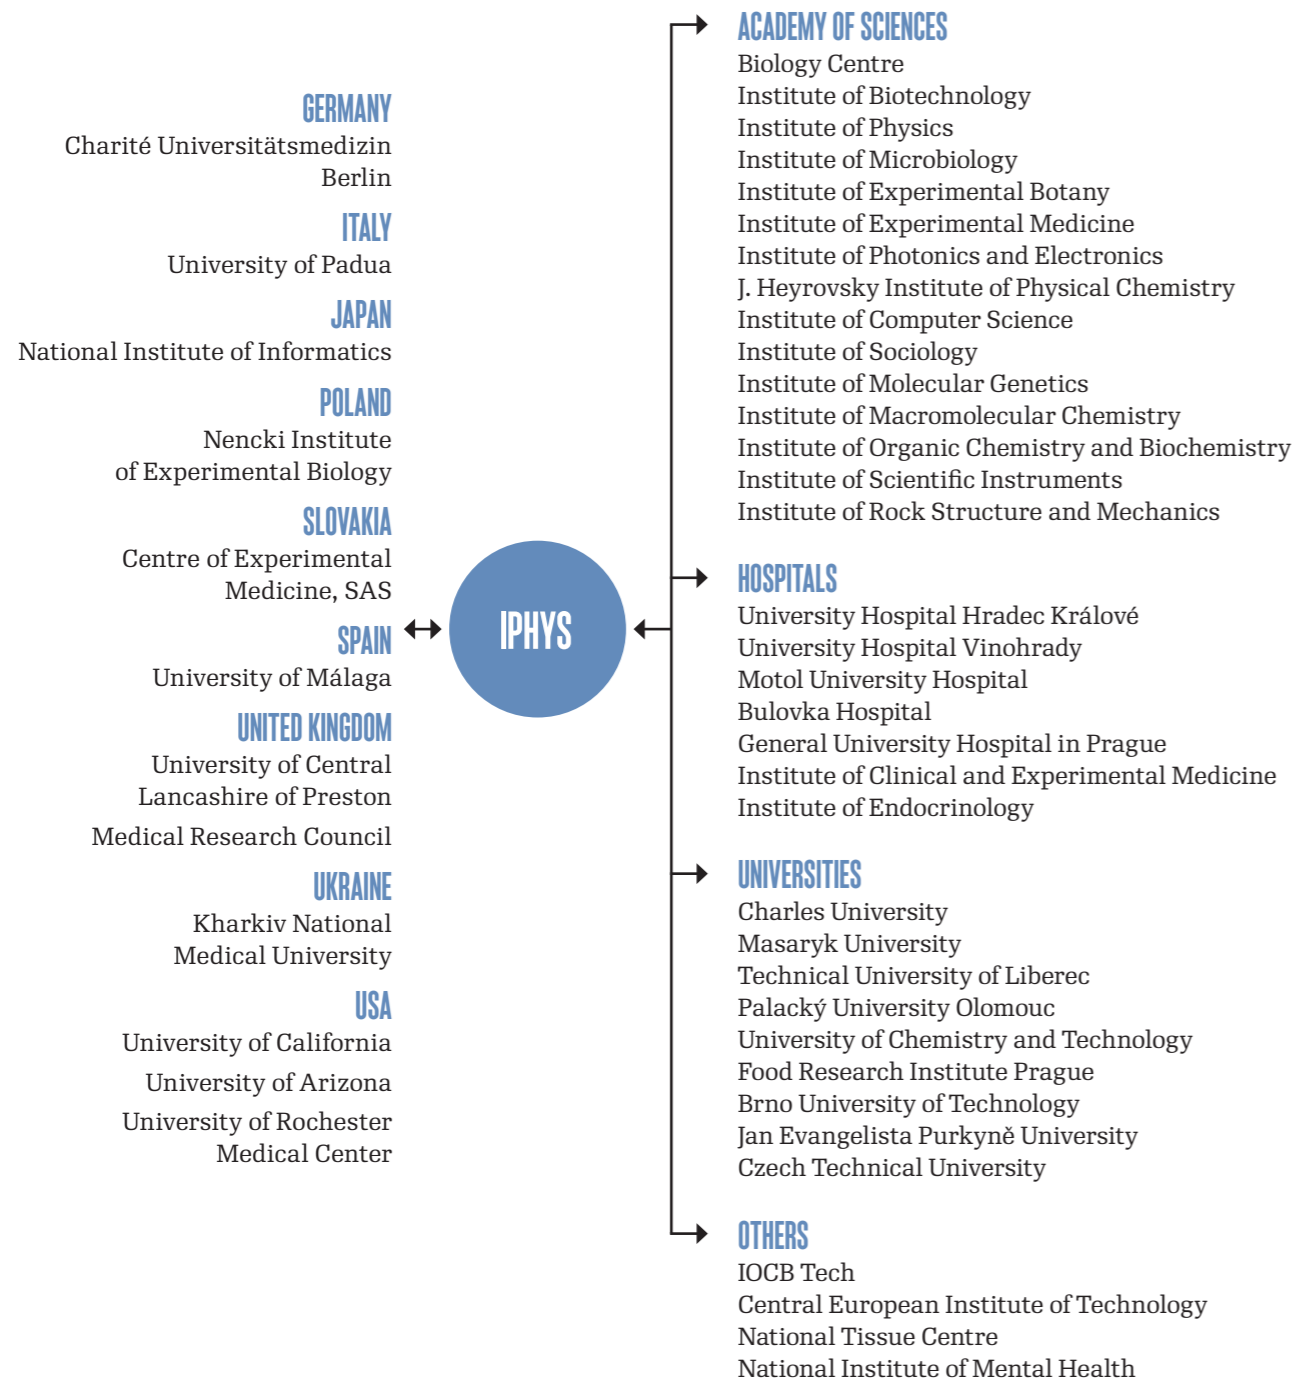 GERMANY
Charité Universitätsmedizin
Berlin
ITALY
University of Padua
JAPAN
National Institute of Informatics
POLAND
Nencki Institute
of Experimental Biology
SLOVAKIA
Centre of Experimental
Medicine, SAS
SPAIN
University of Málaga
UNITED KINGDOM
University of Central
Lancashire of Preston
Medical Research Council
UKRAINE
Kharkiv National
Medical University
USA
University of California
University of Arizona
University of Rochester
Medical Center
IPHYS
ACADEMY OF SCIENCES
Biology Centre
Institute of Biotechnology
Institute of Physics
Institute of Microbiology
Institute of Experimental Botany
Institute of Experimental Medicine
Institute of Photonics and Electronics
J. Heyrovsky Institute of Physical Chemistry
Institute of Computer Science
Institute of Sociology
Institute of Molecular Genetics
Institute of Macromolecular Chemistry
Institute of Organic Chemistry and Biochemistry
Institute of Scientific Instruments
Institute of Rock Structure and Mechanics
HOSPITALS
University Hospital Hradec Králové
University Hospital Vinohrady
Motol University Hospital
Bulovka Hospital
General University Hospital in Prague
Institute of Clinical and Experimental Medicine
Institute of Endocrinology
UNIVERSITIES
Charles University
Masaryk University
Technical University of Liberec
Palacký University Olomouc
University of Chemistry and Technology
Food Research Institute Prague
Brno University of Technology
Jan Evangelista Purkyně University
Czech Technical University
OTHERS
IOCB Tech
Central European Institute of Technology
National Tissue Centre
National Institute of Mental Health